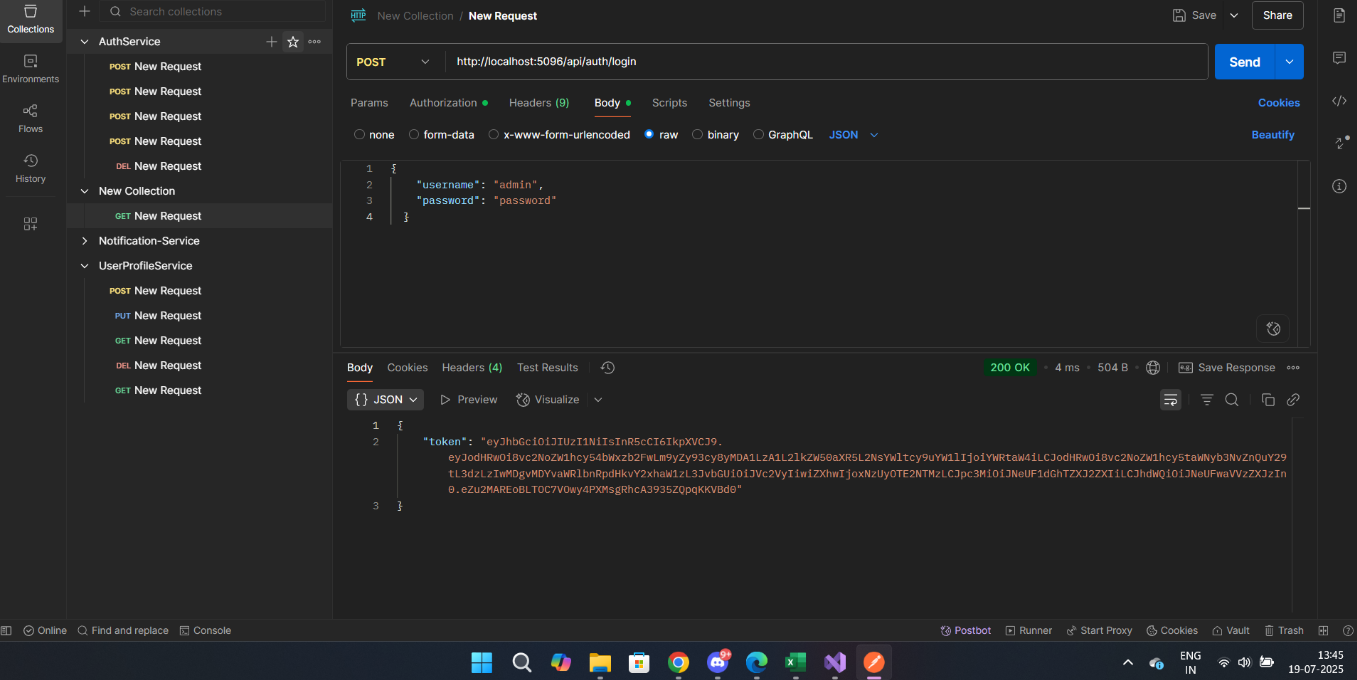 Collections
Environments
Flows
History
Search collections
AuthService
POST New Request
POST New Request
POST New Request
POST New Request
DEL New Request
New Collection
GET New Request
Notification-Service
UserProfileService
POST New Request
PUT New Request
GET New Request
DEL New Request
GET New Request
HTTP New Collection / New Request
Save Share
POST http://localhost:5096/api/auth/login Send
Params Authorization Headers (9) Body Scripts Settings Cookies
none form-data x-www-form-urlencoded raw binary GraphQL JSON Beautify
1 {
2 "username": "admin",
3 "password": "password"
4 }
Body Cookies Headers (4) Test Results 200 OK • 4 ms • 504 B • Save Response
{} JSON Preview Visualize
1 {
2 "token": "eyJhbGciOiJIUzI1NiIsInR5cCI6IkpXVCJ9.
eyJodHRwOi8vc2NoZW1hcy54bWxzb2FwLm9yZy93cy8yMDA1LzA1L2lkZW50aXR5L2NsYWltcy9uYW1lIjoiYWRtaW4iLCJodHRwOi8vc2NoZW1hcy5taWNyb3NvZnQuY29
tL3dzLzIwMDgvMDYvaWRlbnRpdHkvY2xhaW1zL3JvbGUiOiJVc2VyIiwiZXhwIjoxNzUyOTE2NTMzLCJpc3MiOiJNeUF1dGhTZXJ2ZXIiLCJhdWQiOiJNeUFwaVVzZXJzIn
0.eZu2MAREoBLTOC7VOwy4PXMsgRhcA3935ZQpqKKVBd0"
3 }
Online Find and replace Console Postbot Runner Start Proxy Cookies Vault Trash
9+
ENG
IN
13:45
19-07-2025